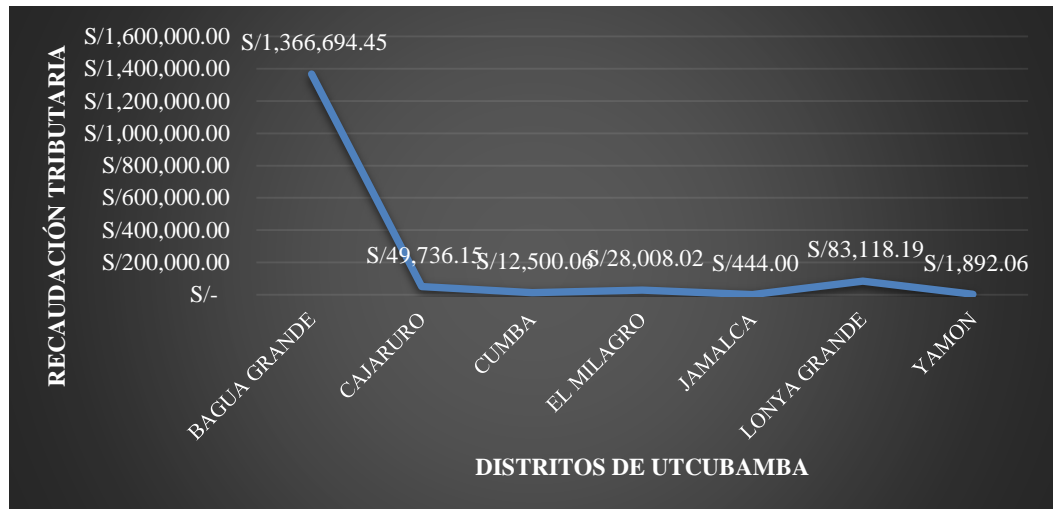 RECAUDACIÓN TRIBUTARIA
S/1,600,000.00
S/1,400,000.00
S/1,200,000.00
S/1,000,000.00
S/800,000.00
S/600,000.00
S/400,000.00
S/200,000.00
S/-
S/1,366,694.45
S/49,736.15
S/12,500.06
S/28,008.02
S/444.00
S/83,118.19
S/1,892.06
BAGUA GRANDE
CAJARURO
CUMBA
EL MILAGRO
JAMALCA
LONYA GRANDE
YAMON
DISTRITOS DE UTCUBAMBA